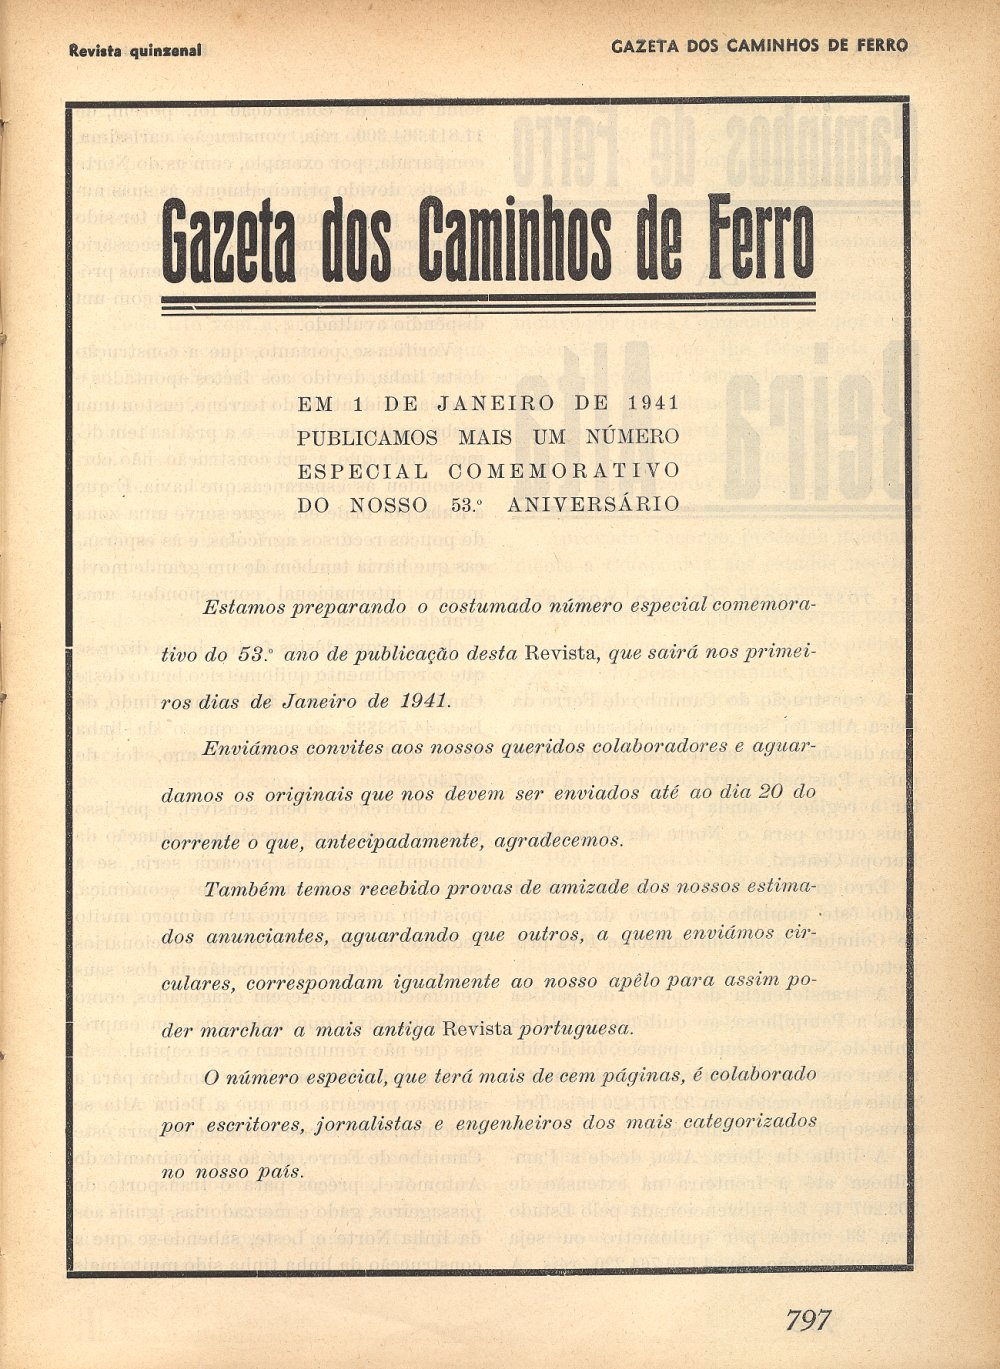 Revista quinzenal
GAZETA DOS CAMINHOS DE FERRO
Gazeta dos Caminhos de Ferro
EM 1 DE JANEIRO DE 1941
PUBLICAMOS MAIS UM NÚMERO
ESPECIAL COMEMORATIVO
DO NOSSO 53.º ANIVERSÁRIO
Estamos preparando o costumado número especial comemora-
tivo do 53.º ano de publicação desta Revista, que sairá nos primei-
ros dias de Janeiro de 1941.
Enviámos convites aos nossos queridos colaboradores e aguar-
damos os originais que nos devem ser enviados até ao dia 20 do
corrente o que, antecipadamente, agradecemos.
Também temos recebido provas de amizade dos nossos estima-
dos anunciantes, aguardando que outros, a quem enviámos cir-
culares, correspondam igualmente ao nosso apêlo para assim po-
der marchar a mais antiga Revista portuguesa.
O número especial, que terá mais de cem páginas, é colaborado
por escritores, jornalistas e engenheiros dos mais categorizados
no nosso país.
797